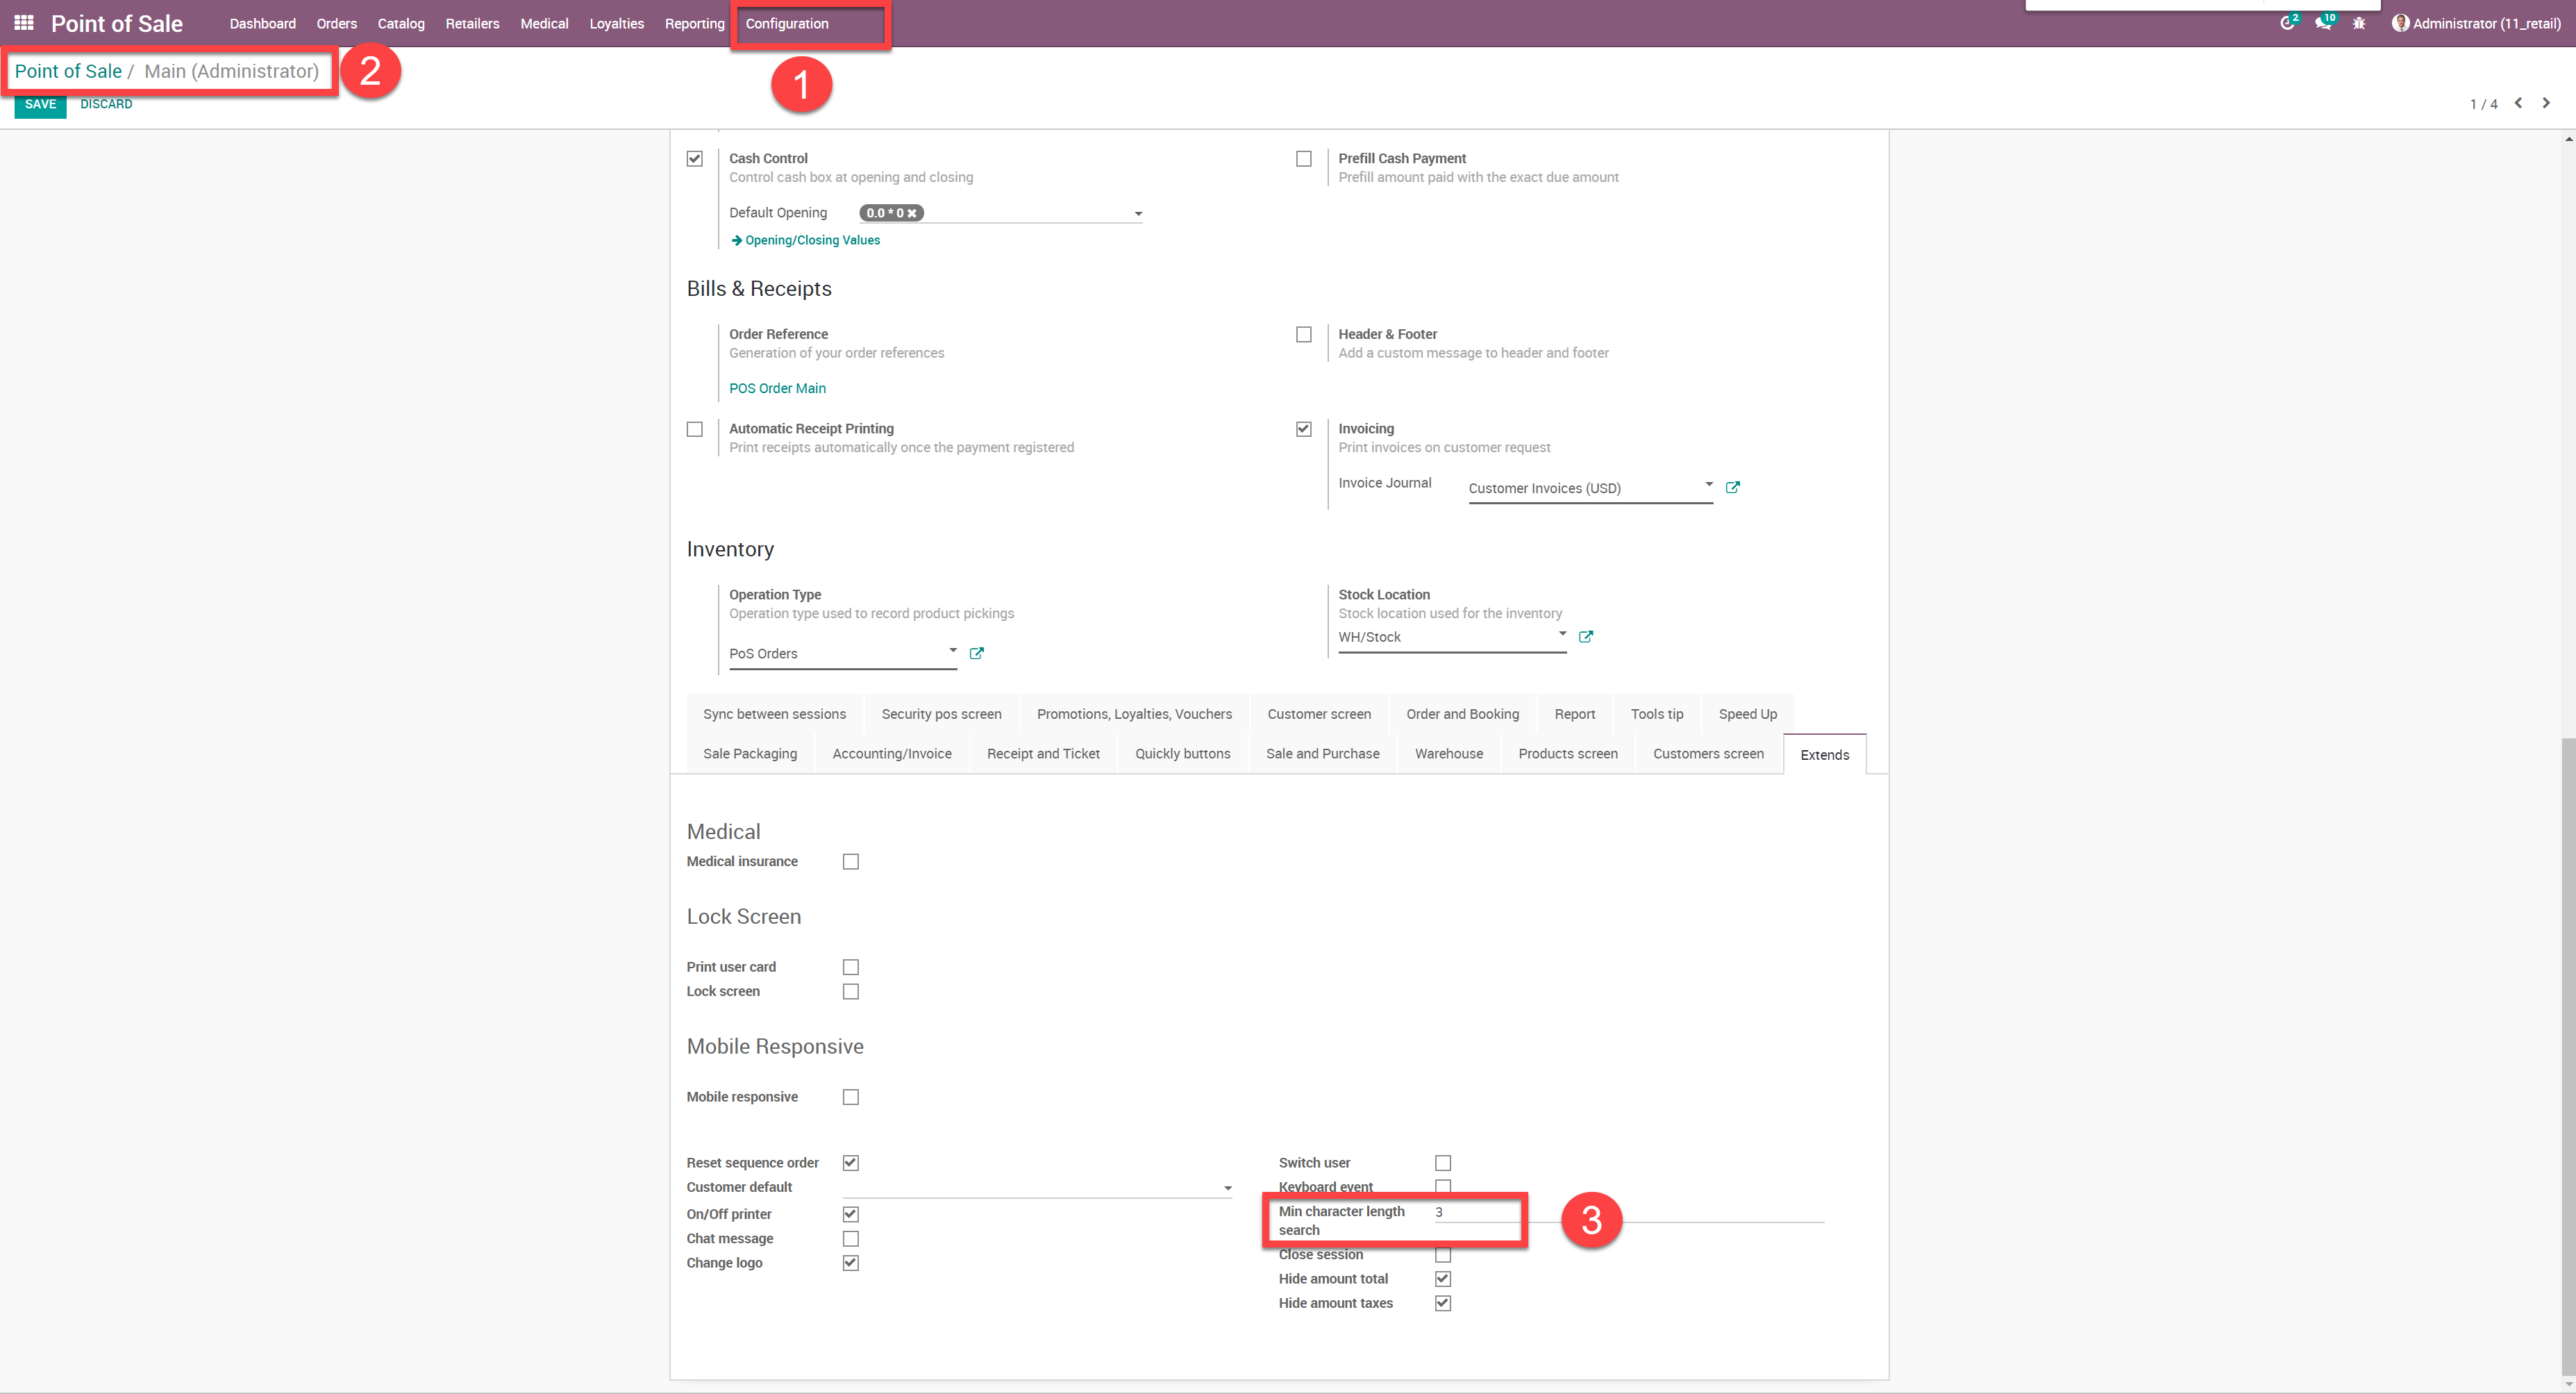 Point of Sale Dashboard Orders Catalog Retailers Medical Loyalties Reporting Configuration 2 10 Administrator (11_retail)
Point of Sale / Main (Administrator) 2
1
SAVE DISCARD 1 / 4
Cash Control
Control cash box at opening and closing
Default Opening 0.0 * 0
Opening/Closing Values
Prefill Cash Payment
Prefill amount paid with the exact due amount
Bills & Receipts
Order Reference
Generation of your order references
POS Order Main
Header & Footer
Add a custom message to header and footer
Automatic Receipt Printing
Print receipts automatically once the payment registered
Invoicing
Print invoices on customer request
Invoice Journal Customer Invoices (USD)
Inventory
Operation Type
Operation type used to record product pickings
PoS Orders
Stock Location
Stock location used for the inventory
WH/Stock
Sync between sessions Security pos screen Promotions, Loyalties, Vouchers Customer screen Order and Booking Report Tools tip Speed Up
Sale Packaging Accounting/Invoice Receipt and Ticket Quickly buttons Sale and Purchase Warehouse Products screen Customers screen Extends
Medical
Medical insurance
Lock Screen
Print user card
Lock screen
Mobile Responsive
Mobile responsive
Reset sequence order
Customer default
On/Off printer
Chat message
Change logo
Switch user
Keyboard event
Min character length 3
search
3
Close session
Hide amount total
Hide amount taxes